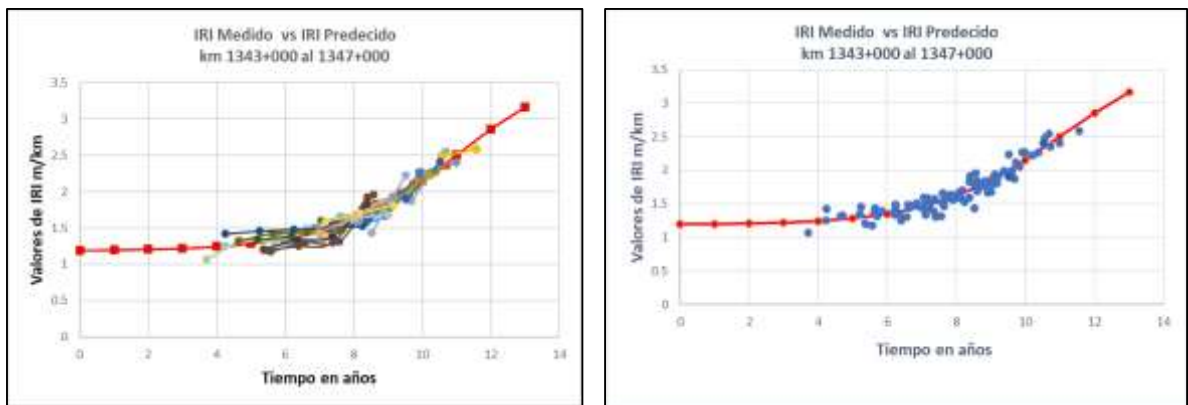 IRI Medido vs IRI Predecido
km 1343+000 al 1347+000
Valores de IRI m/km
3.5
3
2.5
2
1.5
1
0.5
0
0 2 4 6 8 10 12 14
Tiempo en años
IRI Medido vs IRI Predecido
km 1343+000 al 1347+000
Valores de IRI m/km
3.5
3
2.5
2
1.5
1
0.5
0
0 2 4 6 8 10 12 14
Tiempo en años